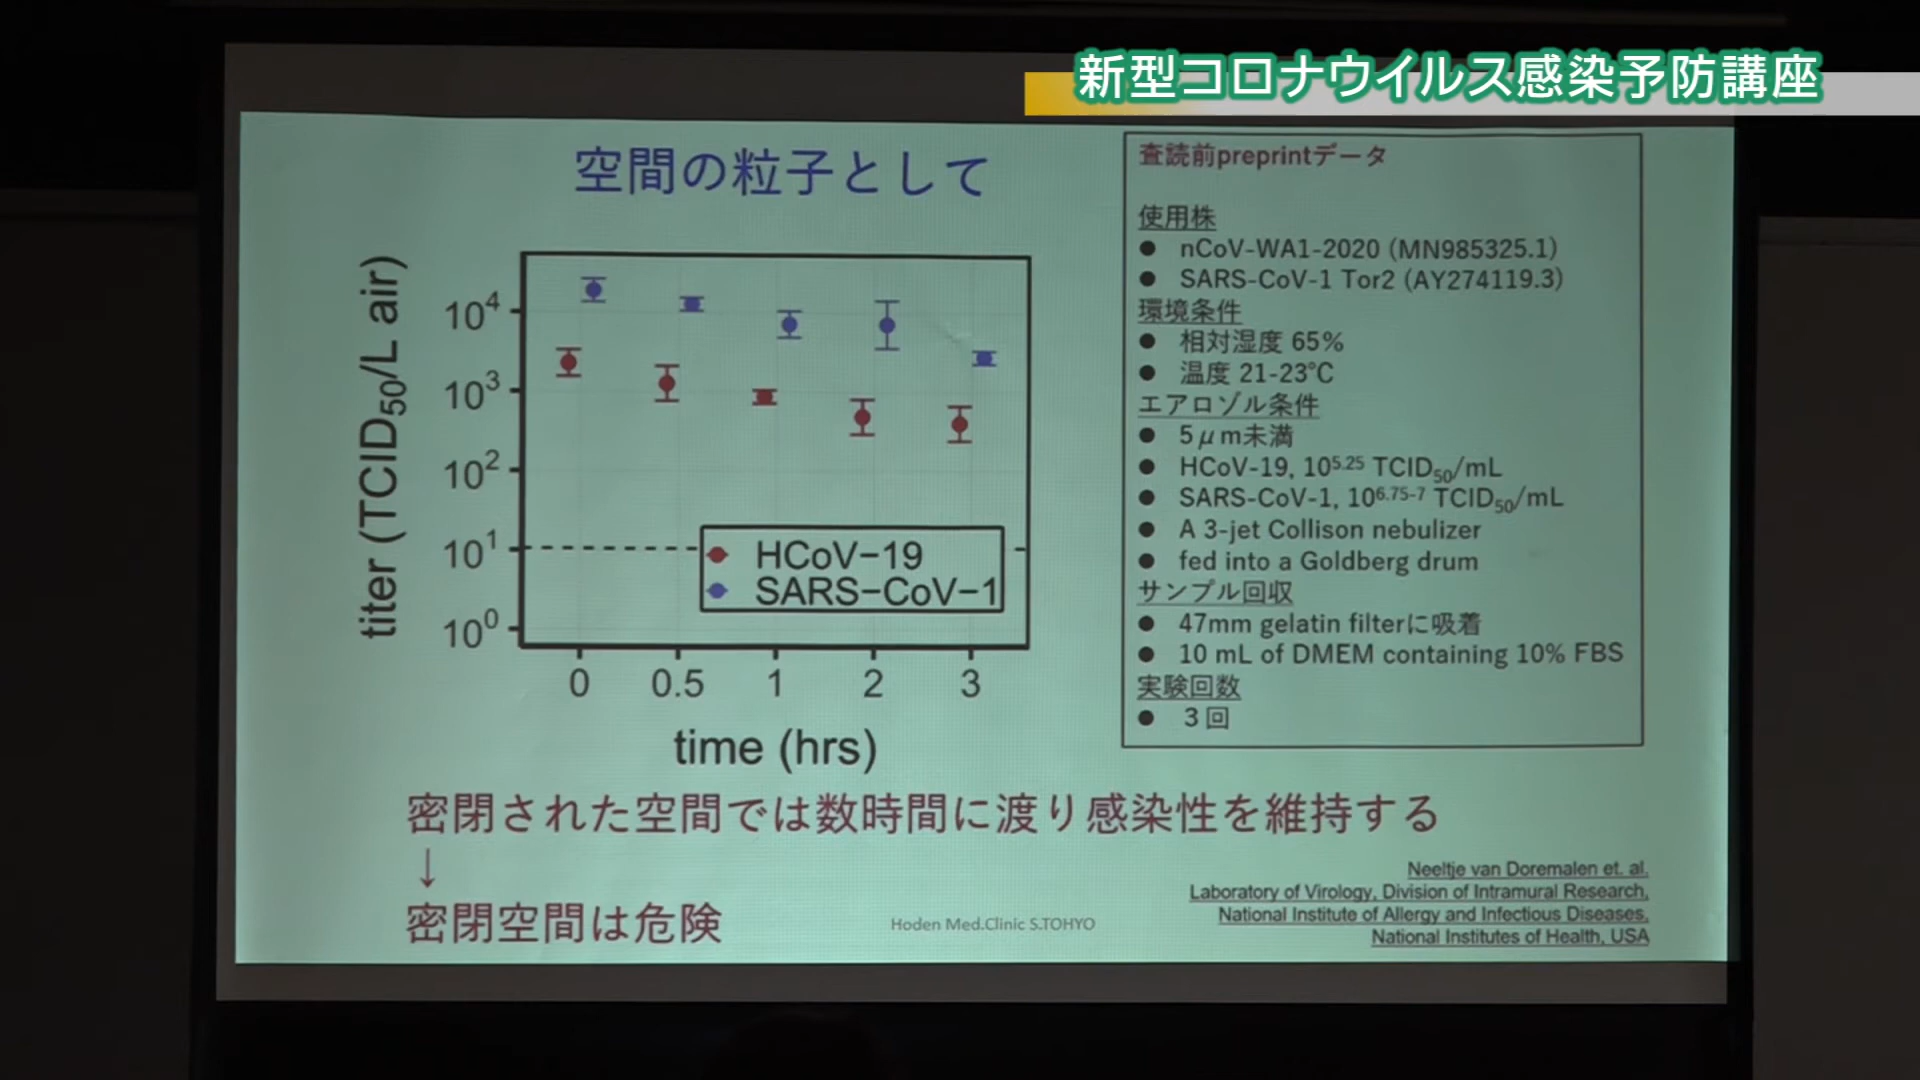 新型コロナウイルス感染予防講座
空間の粒子として
titer (TCID50/L air)
10^4
10^3
10^2
10^1
10^0
HCoV−19
SARS−CoV−1
0 0.5 1 2 3
time (hrs)
査読前preprintデータ
使用株
● nCoV-WA1-2020 (MN985325.1)
● SARS-CoV-1 Tor2 (AY274119.3)
環境条件
● 相対湿度 65%
● 温度 21-23℃
エアロゾル条件
● 5μm未満
● HCoV-19, 10^5.25 TCID50/mL
● SARS-CoV-1, 10^6.75-7 TCID50/mL
● A 3-jet Collison nebulizer
● fed into a Goldberg drum
サンプル回収
● 47mm gelatin filterに吸着
● 10 mL of DMEM containing 10% FBS
実験回数
● 3回
密閉された空間では数時間に渡り感染性を維持する
↓
密閉空間は危険
Hoden Med.Clinic S.TOHYO
Neeltje van Doremalen et. al.
Laboratory of Virology, Division of Intramural Research,
National Institute of Allergy and Infectious Diseases,
National Institutes of Health, USA